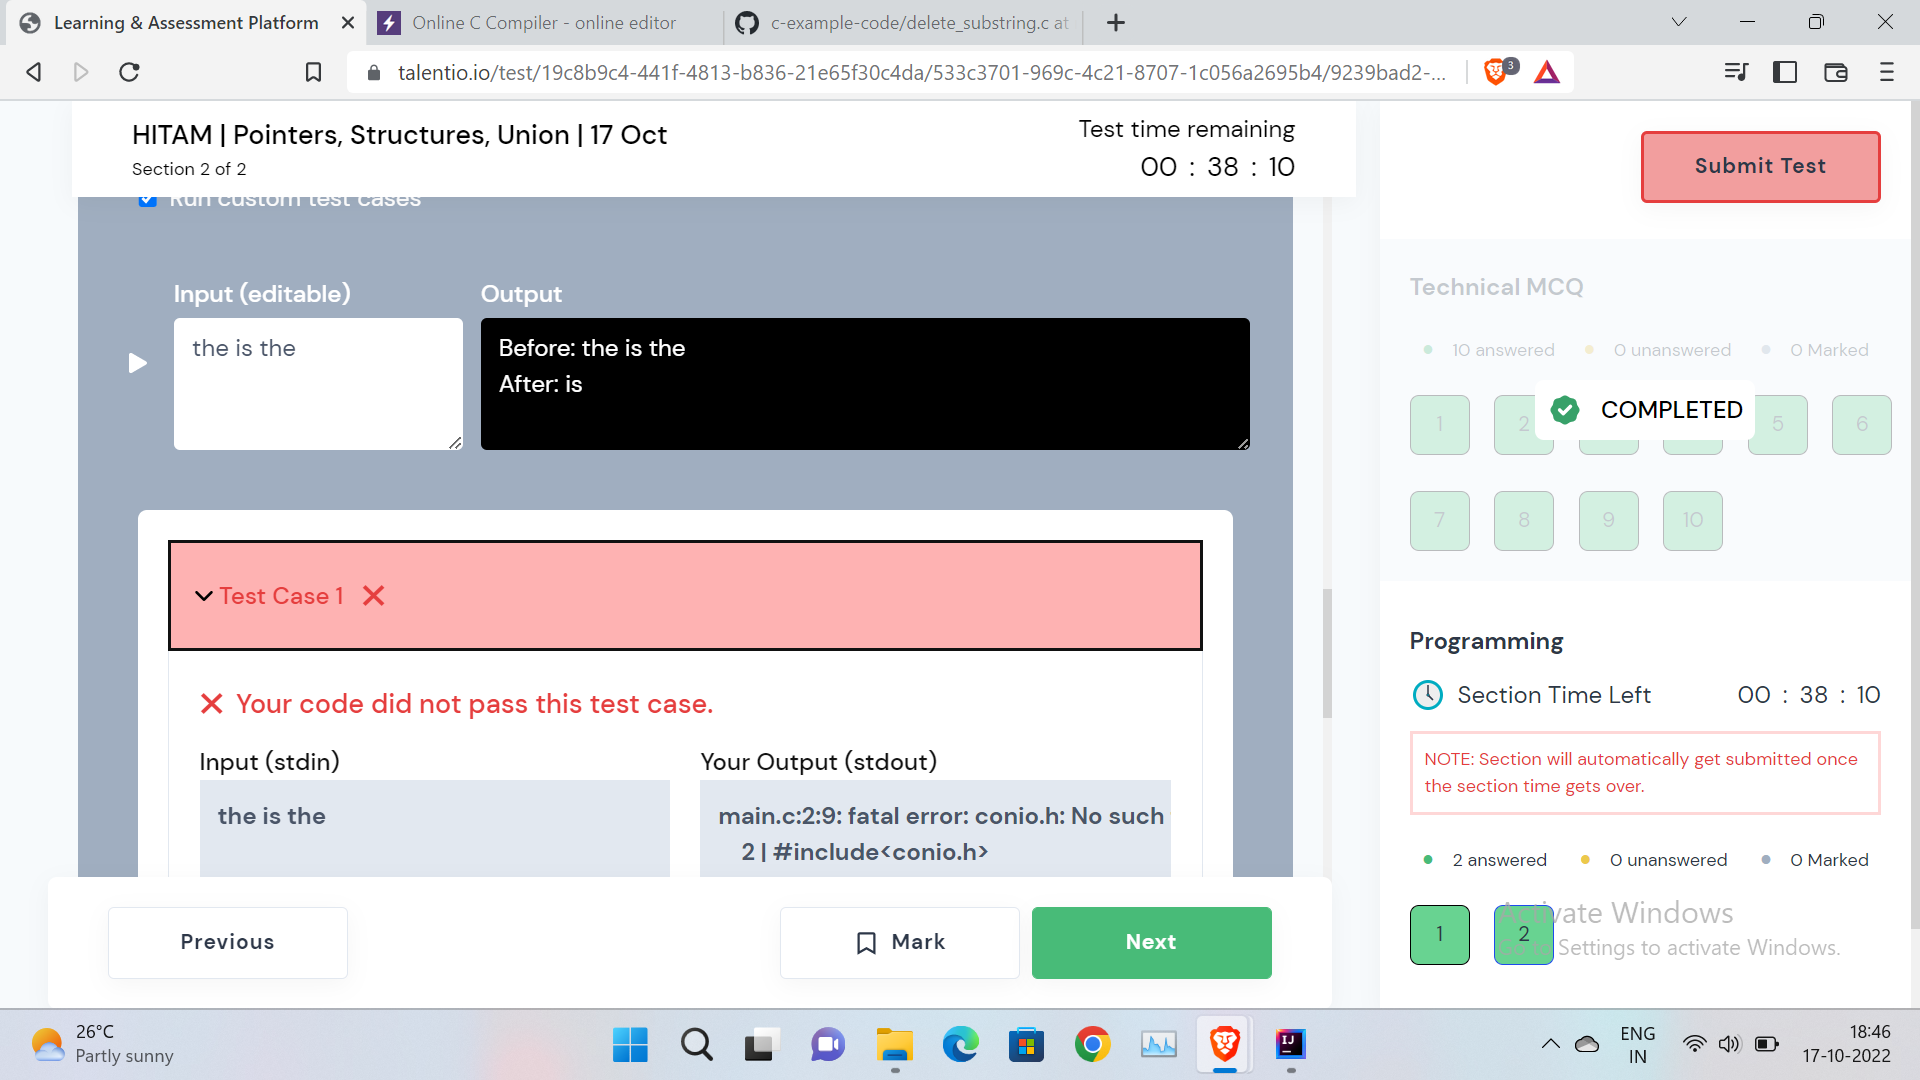 Learning & Assessment Platform
Online C Compiler - online editor
c-example-code/delete_substring.c at
talentio.io/test/19c8b9c4-441f-4813-b836-21e65f30c4da/533c3701-969c-4c21-8707-1c056a2695b4/9239bad2-...
3
HITAM | Pointers, Structures, Union | 17 Oct
Section 2 of 2
Test time remaining
00 : 38 : 10
Submit Test
Run custom test cases
Input (editable)
Output
the is the
Before: the is the
After: is
Test Case 1
Your code did not pass this test case.
Input (stdin)
Your Output (stdout)
the is the
main.c:2:9: fatal error: conio.h: No such
2 | #include<conio.h>
Previous
Mark
Next
Technical MCQ
10 answered
0 unanswered
0 Marked
1
2
5
6
COMPLETED
7
8
9
10
Programming
Section Time Left
00 : 38 : 10
NOTE: Section will automatically get submitted once
the section time gets over.
2 answered
0 unanswered
0 Marked
1
2
Activate Windows
Settings to activate Windows.
26°C
Partly sunny
IJ
ENG
IN
18:46
17-10-2022